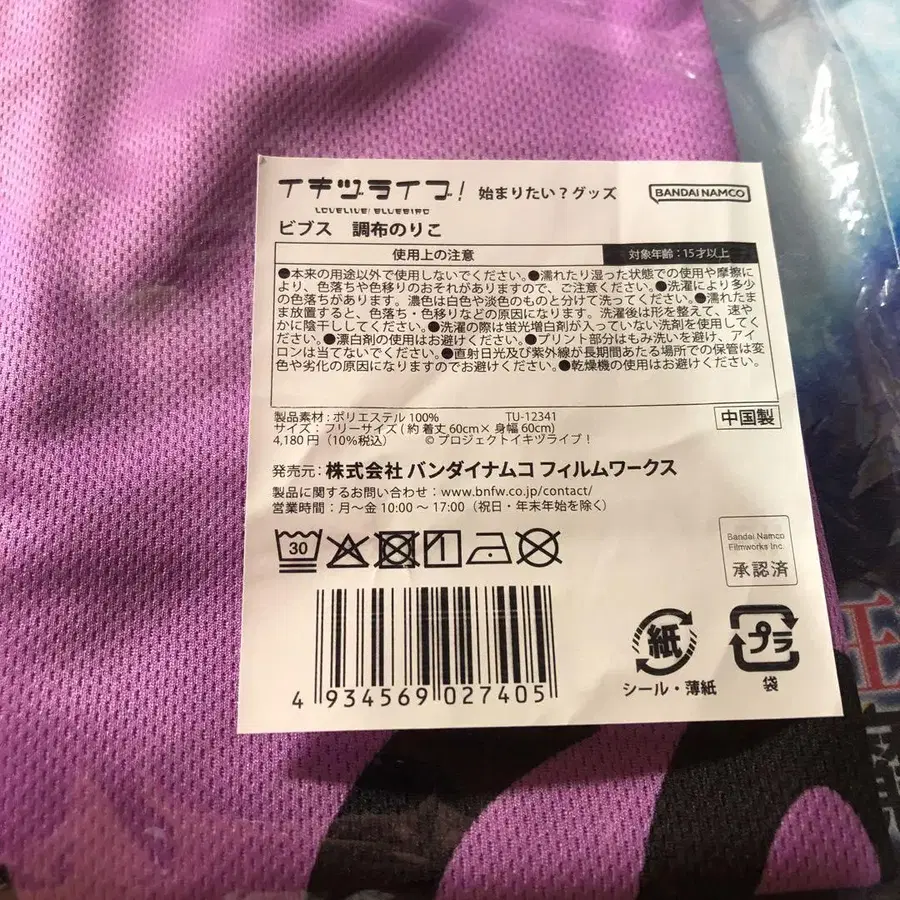 イキヅライブ! 始まりたい？グッズ
LOVELIVE! BLUEBIRD
BANDAI NAMCO
ビブス　調布のりこ
使用上の注意
対象年齢：15才以上
●本来の用途以外で使用しないでください。●濡れたり湿った状態での使用や摩擦に
より、色落ちや色移りのおそれがありますので、ご注意ください。●洗濯により多少
の色落ちがあります。濃色は白色や淡色のものと分けて洗ってください。●濡れたま
ま放置すると、色落ち・色移りなどの原因になります。洗濯後は形を整えて、速や
かに陰干ししてください。●洗濯の際は蛍光増白剤が入っていない洗剤を使用してく
ださい。●漂白剤の使用はお避けください。●プリント部分はもみ洗いを避け、アイ
ロンは当てないでください。●直射日光及び紫外線が長期間あたる場所での保管は変
色や劣化の原因になりますのでお避けください。●乾燥機の使用はお避けください。
製品素材：ポリエステル 100%　TU-12341
サイズ：フリーサイズ ( 約 着丈 60cm× 身幅 60cm)
4,180 円（10%税込）　© プロジェクトイキヅライブ！
中国製
発売元：株式会社 バンダイナムコ フィルムワークス
製品に関するお問い合わせ：www.bnfw.co.jp/contact/
営業時間：月～金 10:00 ～ 17:00（祝日・年末年始を除く）
30
Bandai Namco
Filmworks Inc.
承認済
4 934569 027405
紙
シール・薄紙
プラ
袋